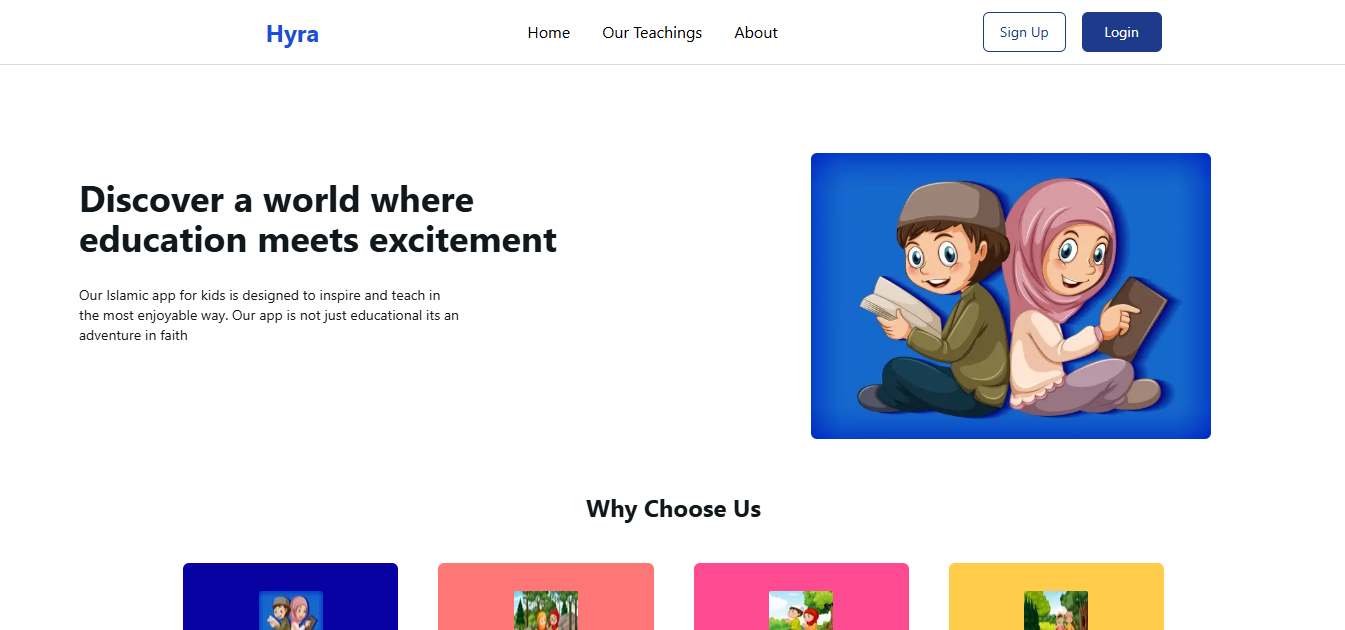 Hyra
Home
Our Teachings
About
Sign Up
Login
Discover a world where
education meets excitement
Our Islamic app for kids is designed to inspire and teach in
the most enjoyable way. Our app is not just educational its an
adventure in faith
Why Choose Us